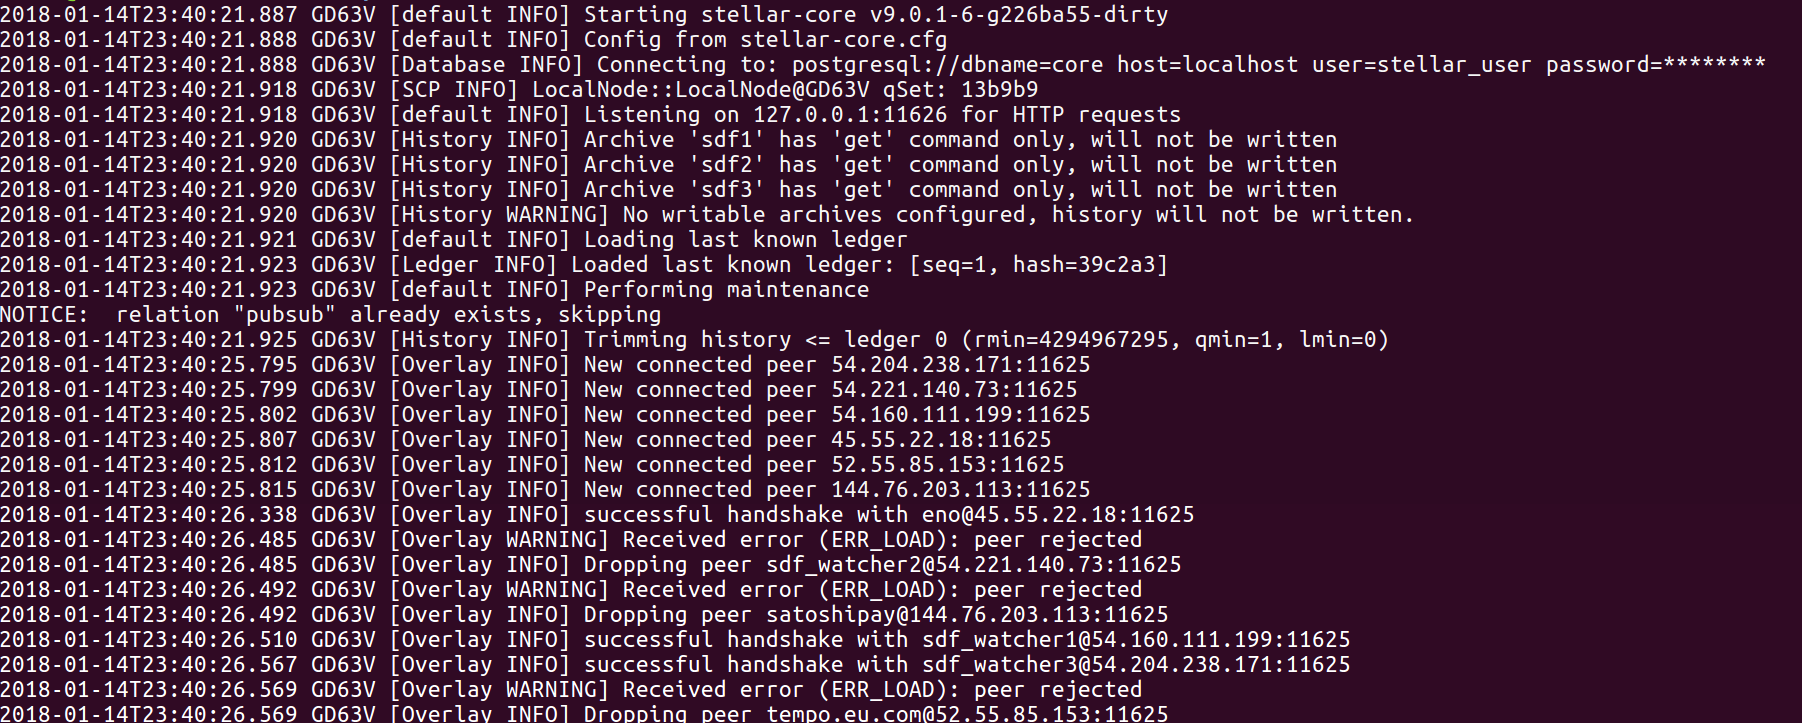 2018-01-14T23:40:21.887 GD63V [default INFO] Starting stellar-core v9.0.1-6-g226ba55-dirty
2018-01-14T23:40:21.888 GD63V [default INFO] Config from stellar-core.cfg
2018-01-14T23:40:21.888 GD63V [Database INFO] Connecting to: postgresql://dbname=core host=localhost user=stellar_user password=********
2018-01-14T23:40:21.918 GD63V [SCP INFO] LocalNode::LocalNode@GD63V qSet: 13b9b9
2018-01-14T23:40:21.918 GD63V [default INFO] Listening on 127.0.0.1:11626 for HTTP requests
2018-01-14T23:40:21.920 GD63V [History INFO] Archive 'sdf1' has 'get' command only, will not be written
2018-01-14T23:40:21.920 GD63V [History INFO] Archive 'sdf2' has 'get' command only, will not be written
2018-01-14T23:40:21.920 GD63V [History INFO] Archive 'sdf3' has 'get' command only, will not be written
2018-01-14T23:40:21.920 GD63V [History WARNING] No writable archives configured, history will not be written.
2018-01-14T23:40:21.921 GD63V [default INFO] Loading last known ledger
2018-01-14T23:40:21.923 GD63V [Ledger INFO] Loaded last known ledger: [seq=1, hash=39c2a3]
2018-01-14T23:40:21.923 GD63V [default INFO] Performing maintenance
NOTICE:  relation "pubsub" already exists, skipping
2018-01-14T23:40:21.925 GD63V [History INFO] Trimming history <= ledger 0 (rmin=4294967295, qmin=1, lmin=0)
2018-01-14T23:40:25.795 GD63V [Overlay INFO] New connected peer 54.204.238.171:11625
2018-01-14T23:40:25.799 GD63V [Overlay INFO] New connected peer 54.221.140.73:11625
2018-01-14T23:40:25.802 GD63V [Overlay INFO] New connected peer 54.160.111.199:11625
2018-01-14T23:40:25.807 GD63V [Overlay INFO] New connected peer 45.55.22.18:11625
2018-01-14T23:40:25.812 GD63V [Overlay INFO] New connected peer 52.55.85.153:11625
2018-01-14T23:40:25.815 GD63V [Overlay INFO] New connected peer 144.76.203.113:11625
2018-01-14T23:40:26.338 GD63V [Overlay INFO] successful handshake with eno@45.55.22.18:11625
2018-01-14T23:40:26.485 GD63V [Overlay WARNING] Received error (ERR_LOAD): peer rejected
2018-01-14T23:40:26.485 GD63V [Overlay INFO] Dropping peer sdf_watcher2@54.221.140.73:11625
2018-01-14T23:40:26.492 GD63V [Overlay WARNING] Received error (ERR_LOAD): peer rejected
2018-01-14T23:40:26.492 GD63V [Overlay INFO] Dropping peer satoshipay@144.76.203.113:11625
2018-01-14T23:40:26.510 GD63V [Overlay INFO] successful handshake with sdf_watcher1@54.160.111.199:11625
2018-01-14T23:40:26.567 GD63V [Overlay INFO] successful handshake with sdf_watcher3@54.204.238.171:11625
2018-01-14T23:40:26.569 GD63V [Overlay WARNING] Received error (ERR_LOAD): peer rejected
2018-01-14T23:40:26.569 GD63V [Overlay INFO] Dropping peer tempo.eu.com@52.55.85.153:11625